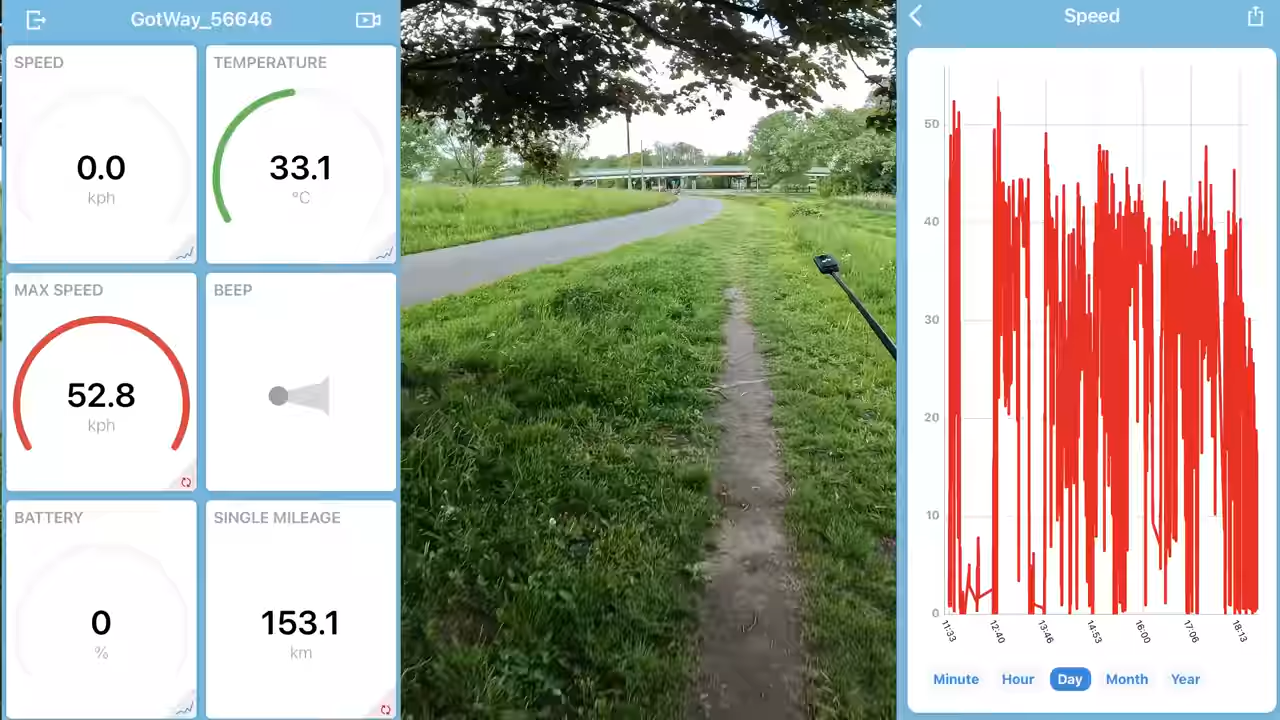 GotWay_56646
SPEED
0.0
kph
TEMPERATURE
33.1
°C
MAX SPEED
52.8
kph
BEEP
BATTERY
0
%
SINGLE MILEAGE
153.1
km
Speed
50
40
30
20
10
0
11:33 12:40 13:46 14:53 16:00 17:06 18:13
Minute Hour Day Month Year